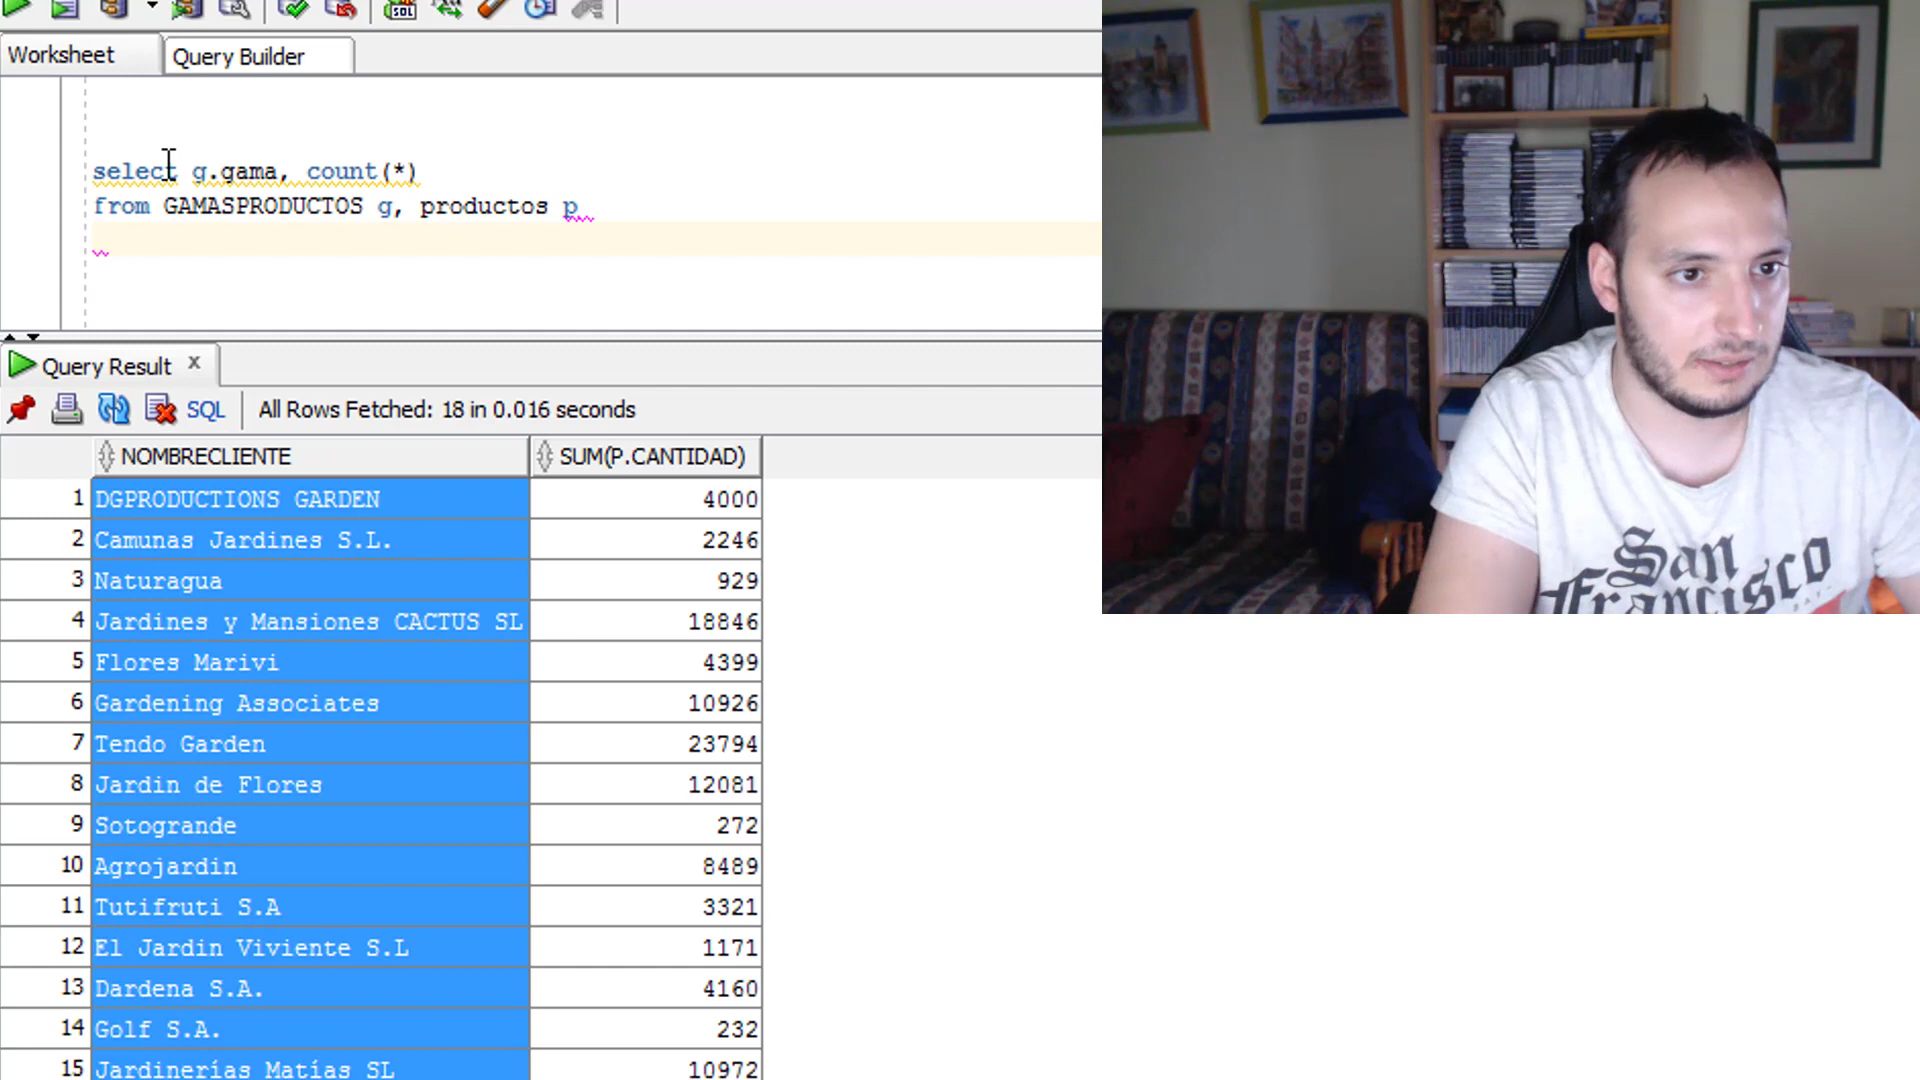 Worksheet
Query Builder
select g.gama, count(*)
from GAMASPRODUCTOS g, productos p
Query Result x
SQL
All Rows Fetched: 18 in 0.016 seconds
NOMBRECLIENTE SUM(P.CANTIDAD)
1 DGPRODUCTIONS GARDEN 4000
2 Camunas Jardines S.L. 2246
3 Naturagua 929
4 Jardines y Mansiones CACTUS SL 18846
5 Flores Marivi 4399
6 Gardening Associates 10926
7 Tendo Garden 23794
8 Jardin de Flores 12081
9 Sotogrande 272
10 Agrojardin 8489
11 Tutifruti S.A 3321
12 El Jardin Viviente S.L 1171
13 Dardena S.A. 4160
14 Golf S.A. 232
15 Jardinerías Matías SL 10972
San
Francisco